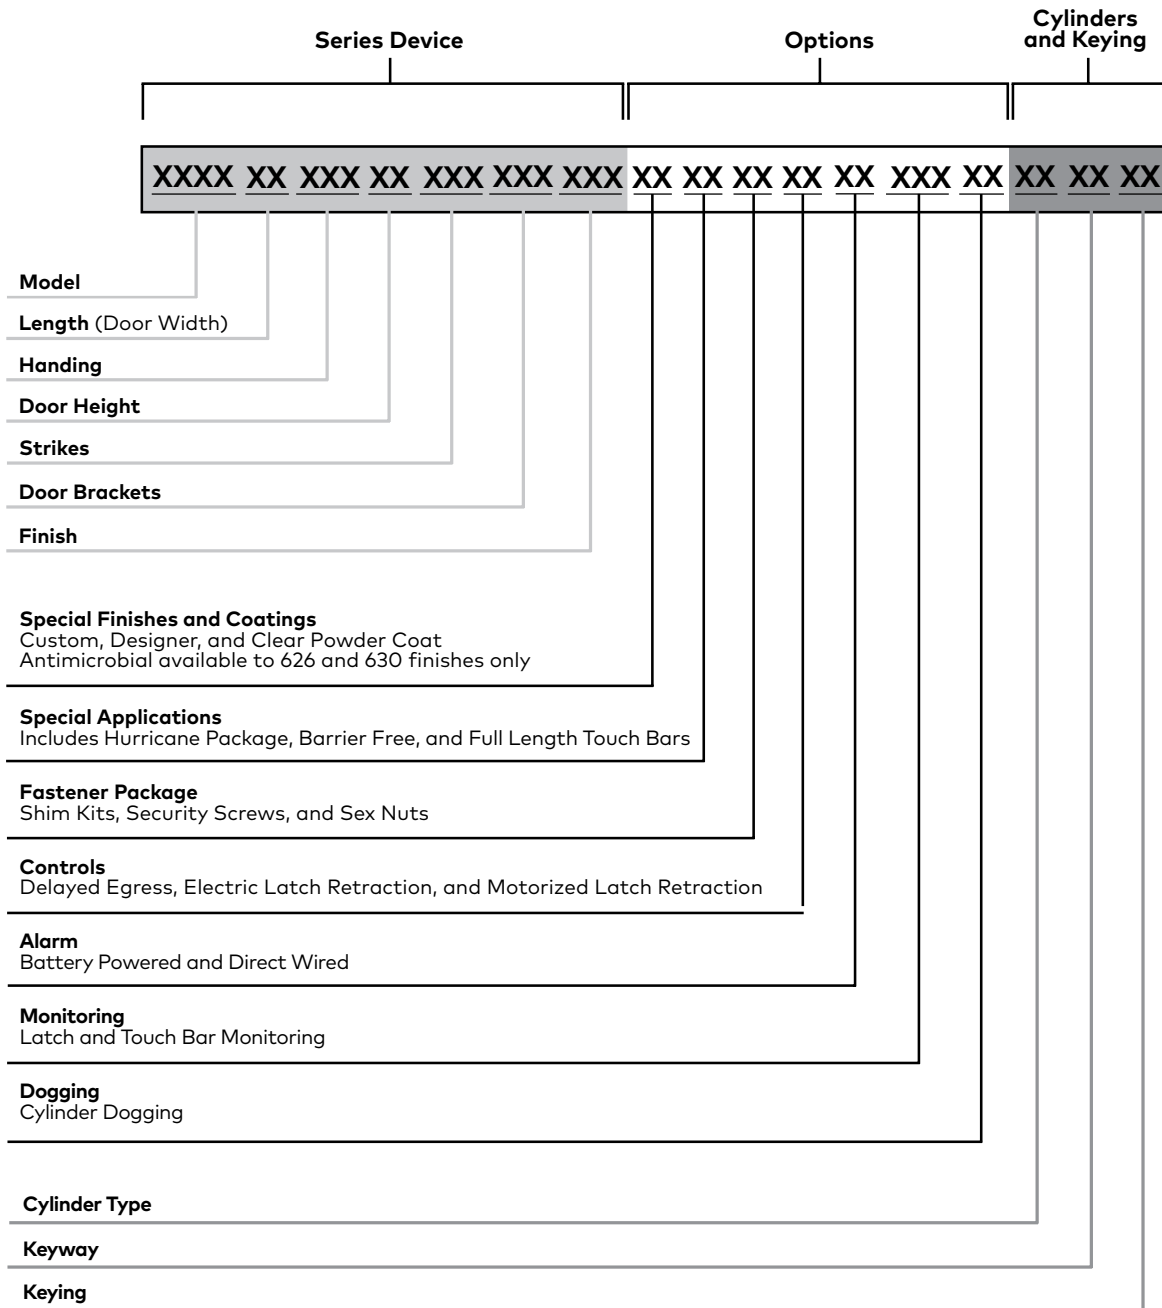 Series Device
Options
Cylinders
and Keying
XXXX XX XXX XX XXX XXX XXX XX XX XX XX XX XXX XX XX XX XX
Model
Length (Door Width)
Handing
Door Height
Strikes
Door Brackets
Finish
Special Finishes and Coatings
Custom, Designer, and Clear Powder Coat
Antimicrobial available to 626 and 630 finishes only
Special Applications
Includes Hurricane Package, Barrier Free, and Full Length Touch Bars
Fastener Package
Shim Kits, Security Screws, and Sex Nuts
Controls
Delayed Egress, Electric Latch Retraction, and Motorized Latch Retraction
Alarm
Battery Powered and Direct Wired
Monitoring
Latch and Touch Bar Monitoring
Dogging
Cylinder Dogging
Cylinder Type
Keyway
Keying